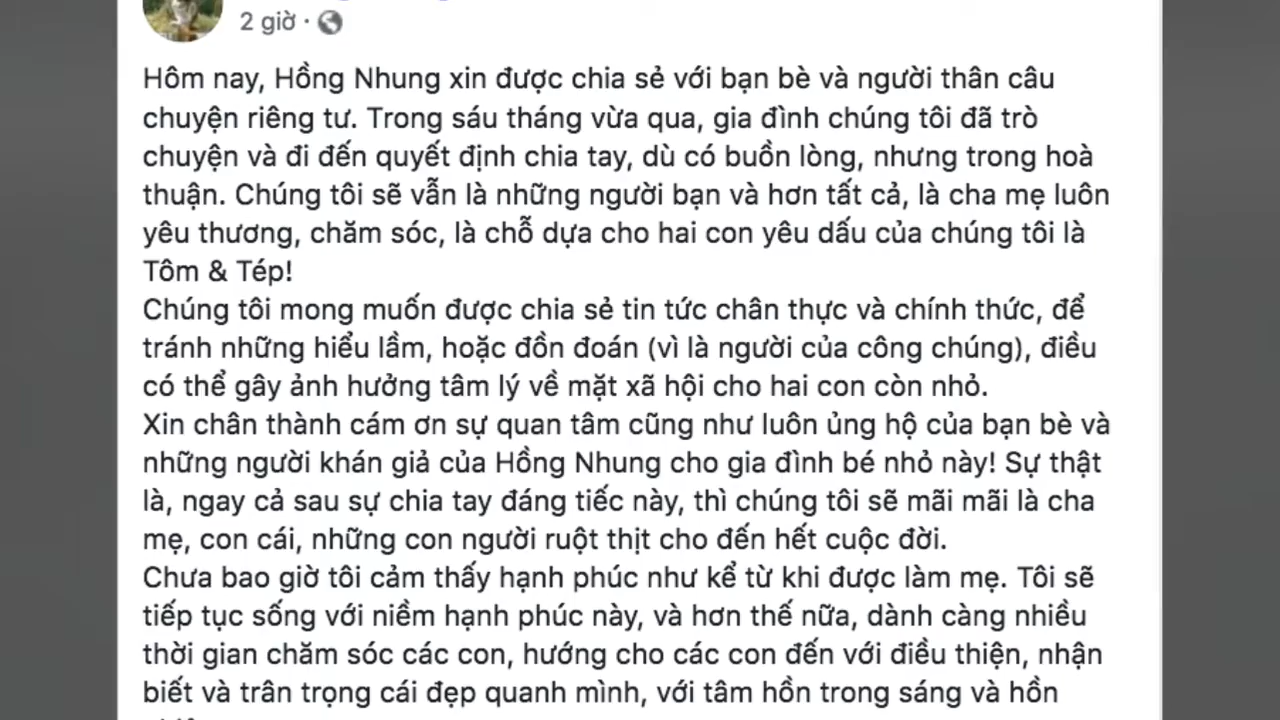 2 giờ ·
Hôm nay, Hồng Nhung xin được chia sẻ với bạn bè và người thân câu
chuyện riêng tư. Trong sáu tháng vừa qua, gia đình chúng tôi đã trò
chuyện và đi đến quyết định chia tay, dù có buồn lòng, nhưng trong hoà
thuận. Chúng tôi sẽ vẫn là những người bạn và hơn tất cả, là cha mẹ luôn
yêu thương, chăm sóc, là chỗ dựa cho hai con yêu dấu của chúng tôi là
Tôm & Tép!
Chúng tôi mong muốn được chia sẻ tin tức chân thực và chính thức, để
tránh những hiểu lầm, hoặc đồn đoán (vì là người của công chúng), điều
có thể gây ảnh hưởng tâm lý về mặt xã hội cho hai con còn nhỏ.
Xin chân thành cám ơn sự quan tâm cũng như luôn ủng hộ của bạn bè và
những người khán giả của Hồng Nhung cho gia đình bé nhỏ này! Sự thật
là, ngay cả sau sự chia tay đáng tiếc này, thì chúng tôi sẽ mãi mãi là cha
mẹ, con cái, những con người ruột thịt cho đến hết cuộc đời.
Chưa bao giờ tôi cảm thấy hạnh phúc như kể từ khi được làm mẹ. Tôi sẽ
tiếp tục sống với niềm hạnh phúc này, và hơn thế nữa, dành càng nhiều
thời gian chăm sóc các con, hướng cho các con đến với điều thiện, nhận
biết và trân trọng cái đẹp quanh mình, với tâm hồn trong sáng và hồn